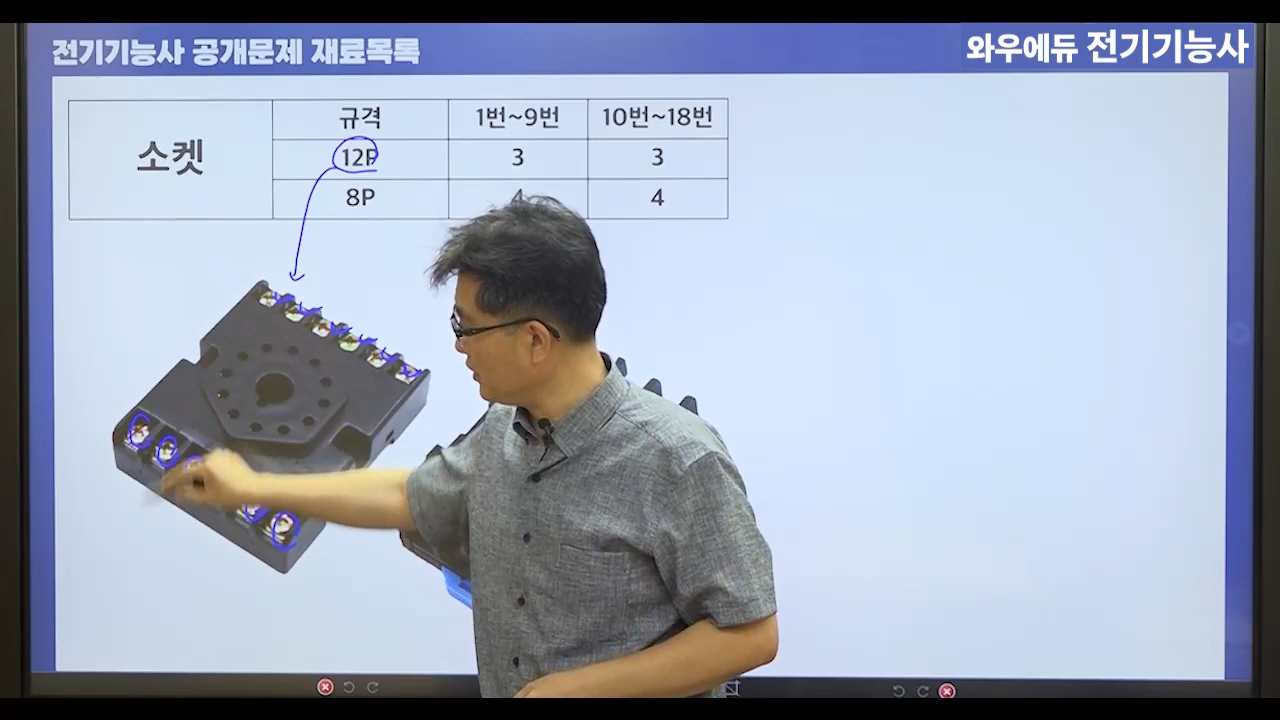 전기기능사 공개문제 재료목록
와우에듀 전기기능사
소켓
규격 1번~9번 10번~18번
12P 3 3
8P 4 4